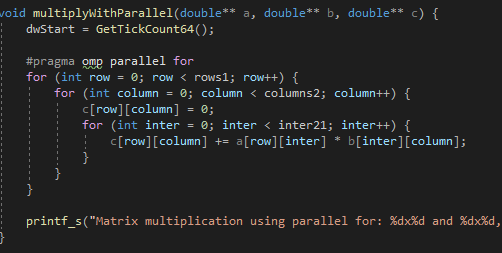 void multiplyWithParallel(double** a, double** b, double** c) {
    dwStart = GetTickCount64();

    #pragma omp parallel for
    for (int row = 0; row < rows1; row++) {
        for (int column = 0; column < columns2; column++) {
            c[row][column] = 0;
            for (int inter = 0; inter < inter21; inter++) {
                c[row][column] += a[row][inter] * b[inter][column];
            }
        }
    }

    printf_s("Matrix multiplication using parallel for: %dx%d and %dx%d,
}